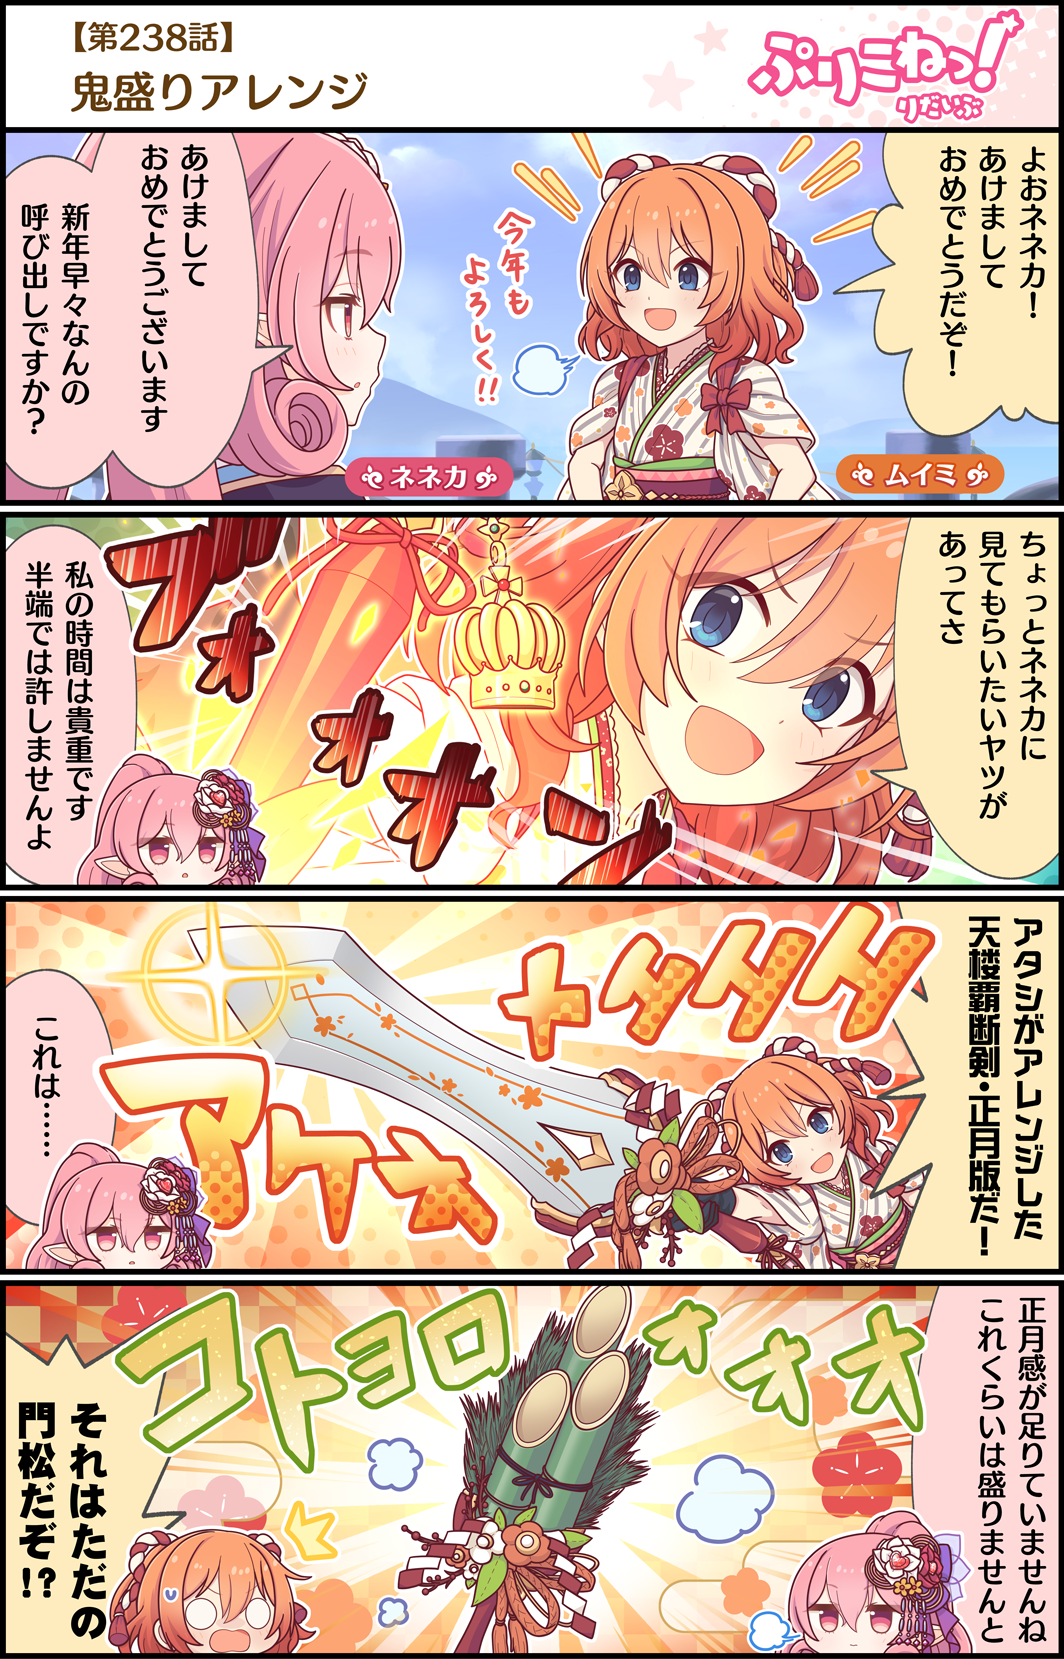 【第238話】
鬼盛りアレンジ
ぷりこねっ!
りだいぶ
よおネネカ!
あけまして
おめでとうだぞ!
今年も
よろしく!!
あけまして
おめでとうございます
新年早々なんの
呼び出しですか?
ネネカ
ムイミ
ちょっとネネカに
見てもらいたいヤツが
あってさ
ブォォォン
私の時間は貴重です
半端では許しませんよ
アタシがアレンジした
天楼覇断剣・正月版だ!
アケオメ
これは……
正月感が足りていませんね
これくらいは盛りませんと
コトヨロォオオ
それはただの
門松だぞ!?